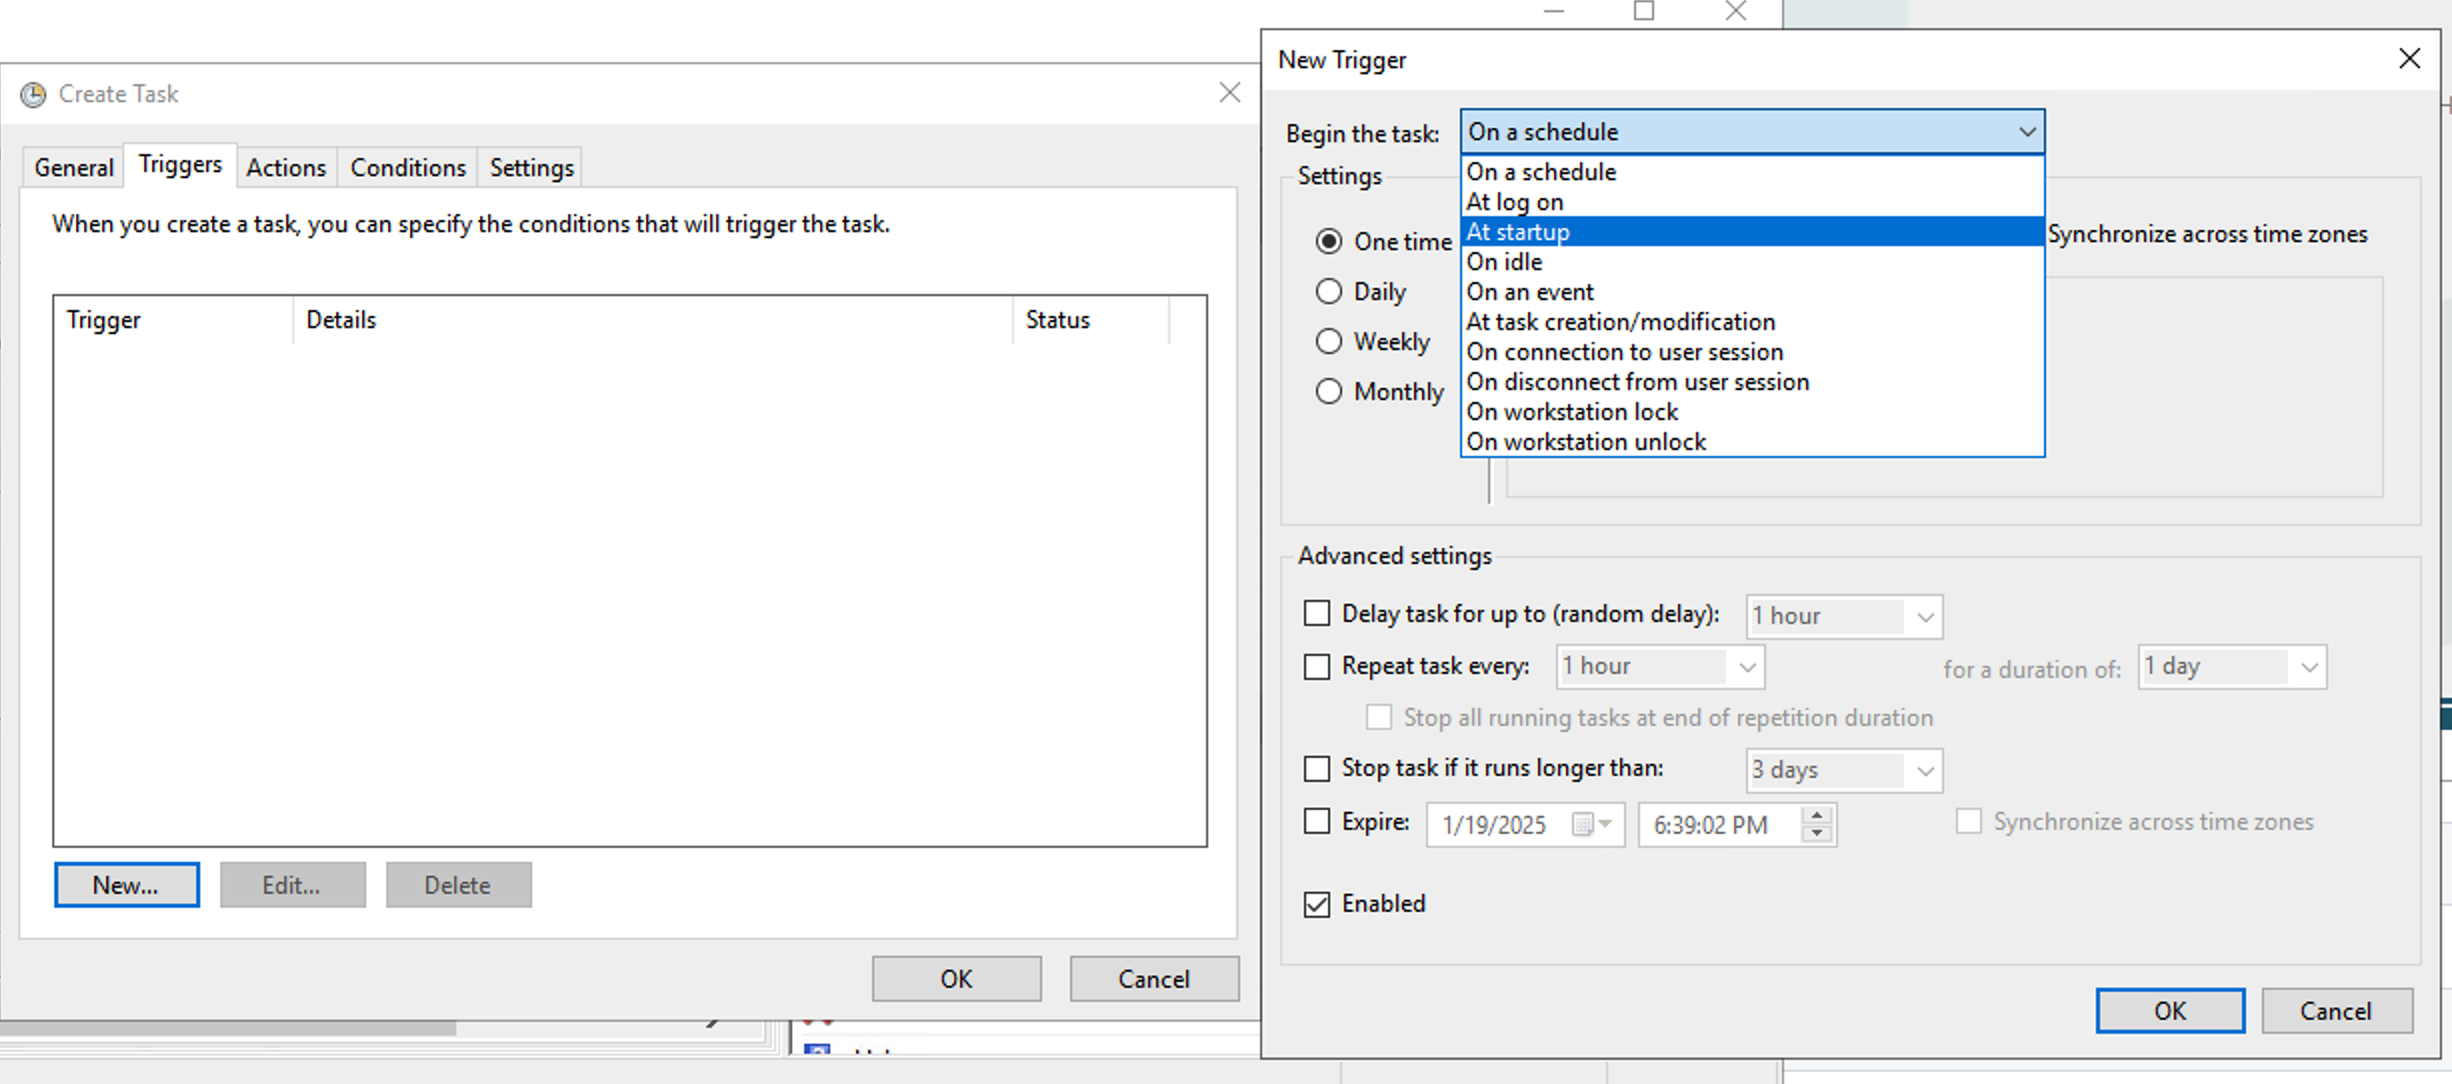 Create Task
General
Triggers
Actions
Conditions
Settings
When you create a task, you can specify the conditions that will trigger the task.
Trigger
Details
Status
New...
Edit...
Delete
OK
Cancel
New Trigger
Begin the task:
On a schedule
On a schedule
At log on
At startup
On idle
On an event
At task creation/modification
On connection to user session
On disconnect from user session
On workstation lock
On workstation unlock
Settings
One time
Daily
Weekly
Monthly
Synchronize across time zones
Advanced settings
Delay task for up to (random delay):
1 hour
Repeat task every:
1 hour
for a duration of:
1 day
Stop all running tasks at end of repetition duration
Stop task if it runs longer than:
3 days
Expire:
1/19/2025
6:39:02 PM
Synchronize across time zones
Enabled
OK
Cancel